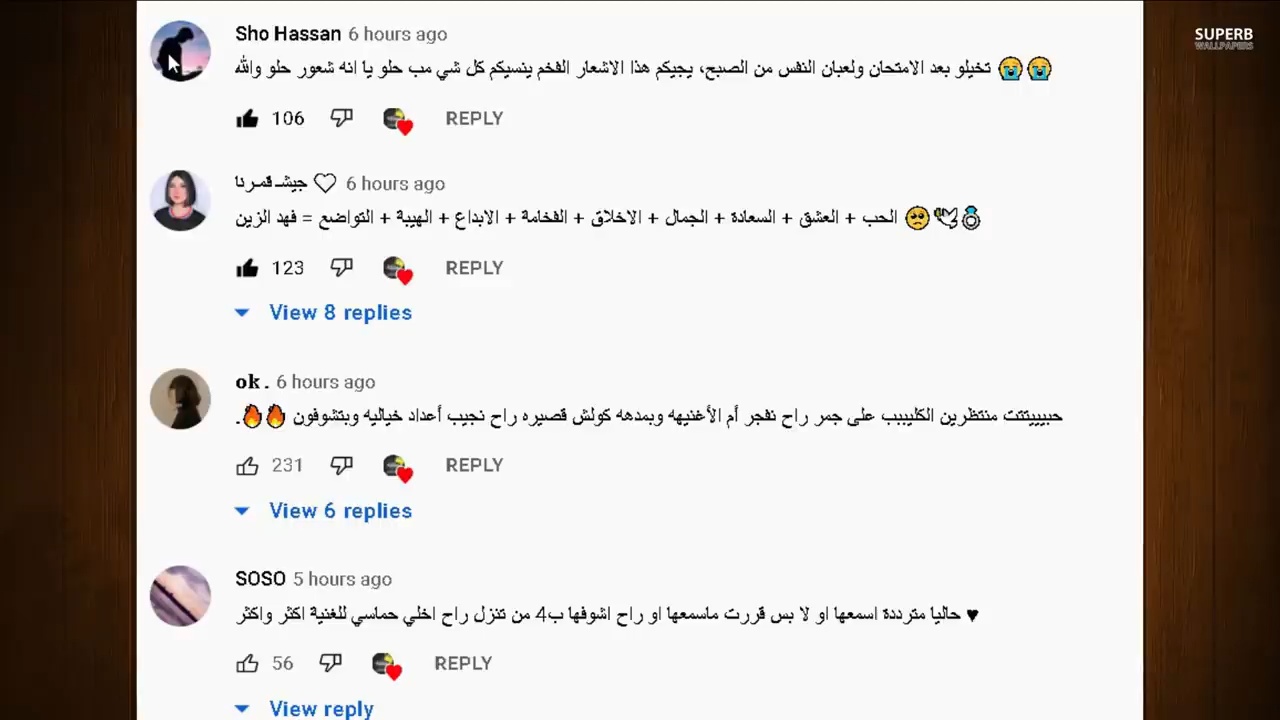 SUPERB
WALLPAPERS
Sho Hassan 6 hours ago
تخيلو بعد الامتحان ولعبان النفس من الصبح، يجيكم هذا الاشعار الفخم ينسيكم كل شي مب حلو يا انه شعور حلو والله 😭😭
106 REPLY
جيشـ قمـرنا ♡ 6 hours ago
الحب + العشق + السعادة + الجمال + الاخلاق + الفخامة + الابداع + الهيبة + التواضع = فهد الزين 🥺🕊💍
123 REPLY
View 8 replies
ok . 6 hours ago
حبيييتتت منتظرين الكليببب على جمر راح نفجر أم الأغنيهه وبمدهه كولش قصيره راح نجيب أعداد خياليه وبتشوفون 🔥🔥.
231 REPLY
View 6 replies
SOSO 5 hours ago
حاليا مترددة اسمعها او لا بس قررت ماسمعها او راح اشوفها ب4 من تنزل راح اخلي حماسي للغنية اكثر واكثر ♥
56 REPLY
View reply